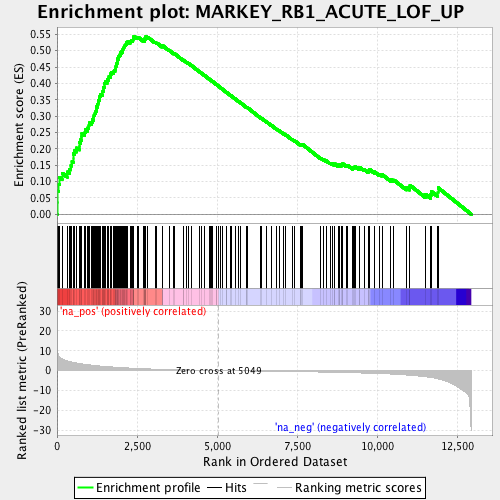 Enrichment plot: MARKEY_RB1_ACUTE_LOF_UP
Enrichment score (ES)
0.55
0.50
0.45
0.40
0.35
0.30
0.25
0.20
0.15
0.10
0.05
0.00
Ranked list metric (PreRanked)
30
20
10
0
-10
-20
-30
'na_pos' (positively correlated)
Zero cross at 5049
'na_neg' (negatively correlated)
0
2,500
5,000
7,500
10,000
12,500
Rank in Ordered Dataset
Enrichment profile
Hits
Ranking metric scores